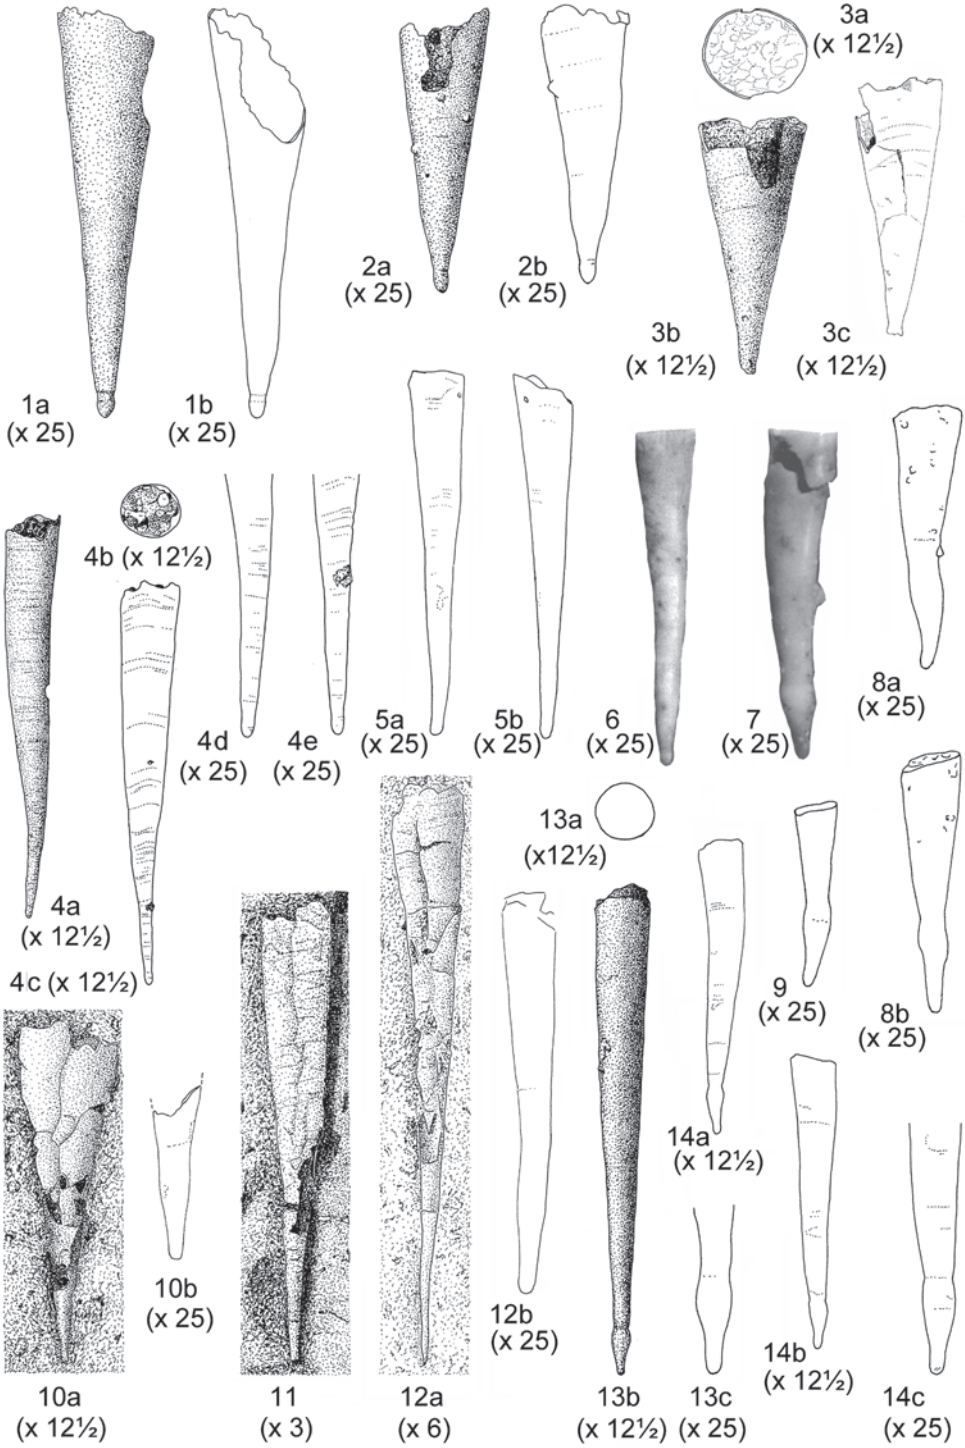 3a
(x 12½)
2a
(x 25)
2b
(x 25)
3b
(x 12½)
3c
(x 12½)
1a
(x 25)
1b
(x 25)
4b (x 12½)
8a
(x 25)
4d
(x 25)
4e
(x 25)
5a
(x 25)
5b
(x 25)
6
(x 25)
7
(x 25)
13a
(x12½)
4a
(x 12½)
4c (x 12½)
9
(x 25)
8b
(x 25)
14a
(x 12½)
10b
(x 25)
12b
(x 25)
14b
(x 12½)
10a
(x 12½)
11
(x 3)
12a
(x 6)
13b
(x 12½)
13c
(x 25)
14c
(x 25)